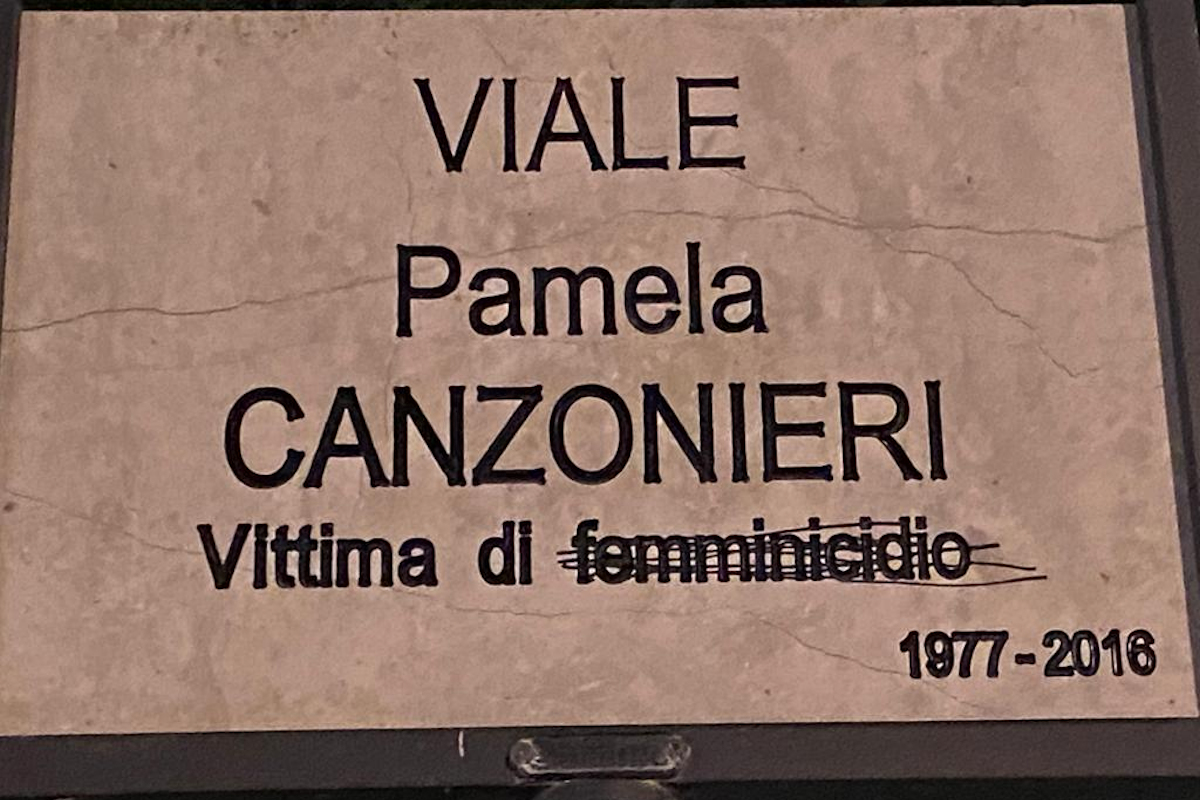 VIALE
Pamela
CANZONIERI
Vittima di femminicidio
1977-2016